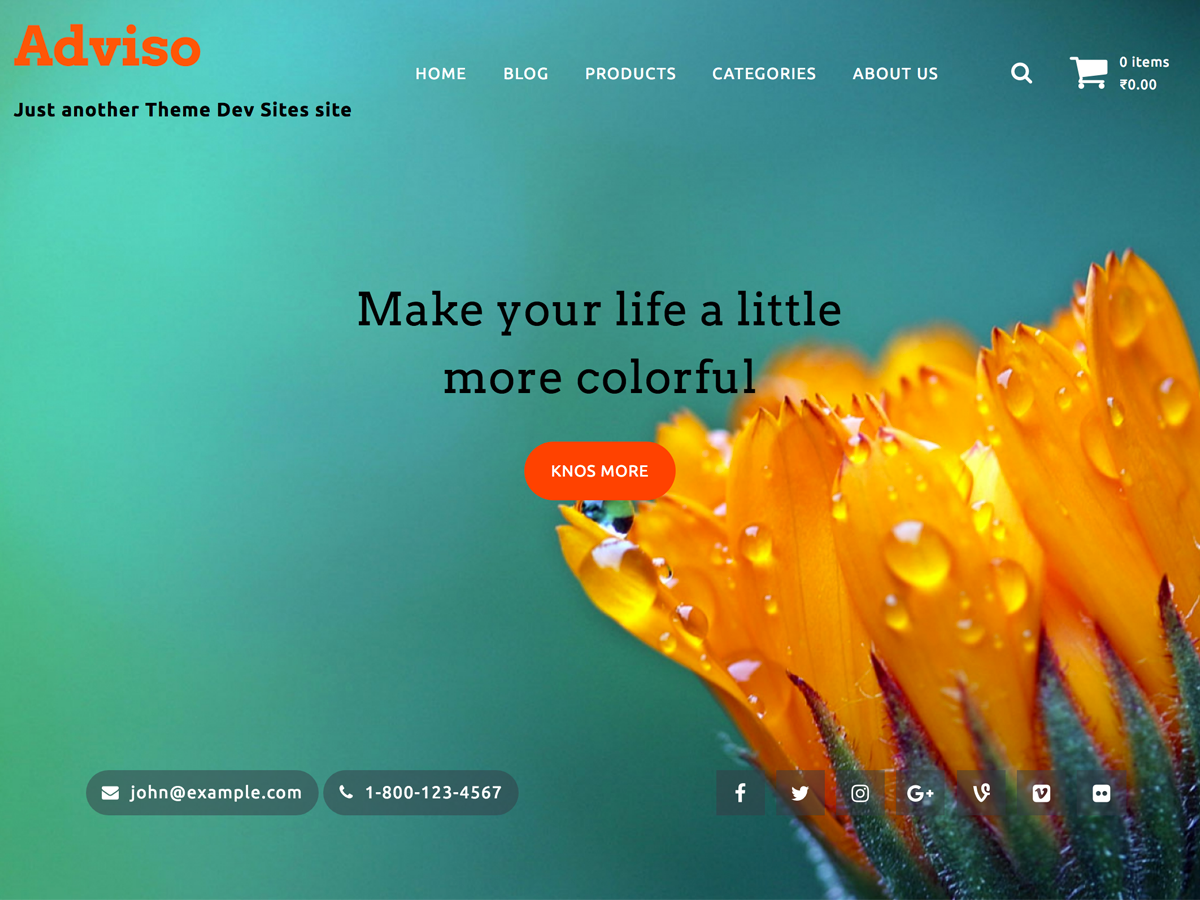 Adviso
Just another Theme Dev Sites site
HOME BLOG PRODUCTS CATEGORIES ABOUT US
0 items
₹0.00
Make your life a little
more colorful
KNOS MORE
john@example.com 1-800-123-4567